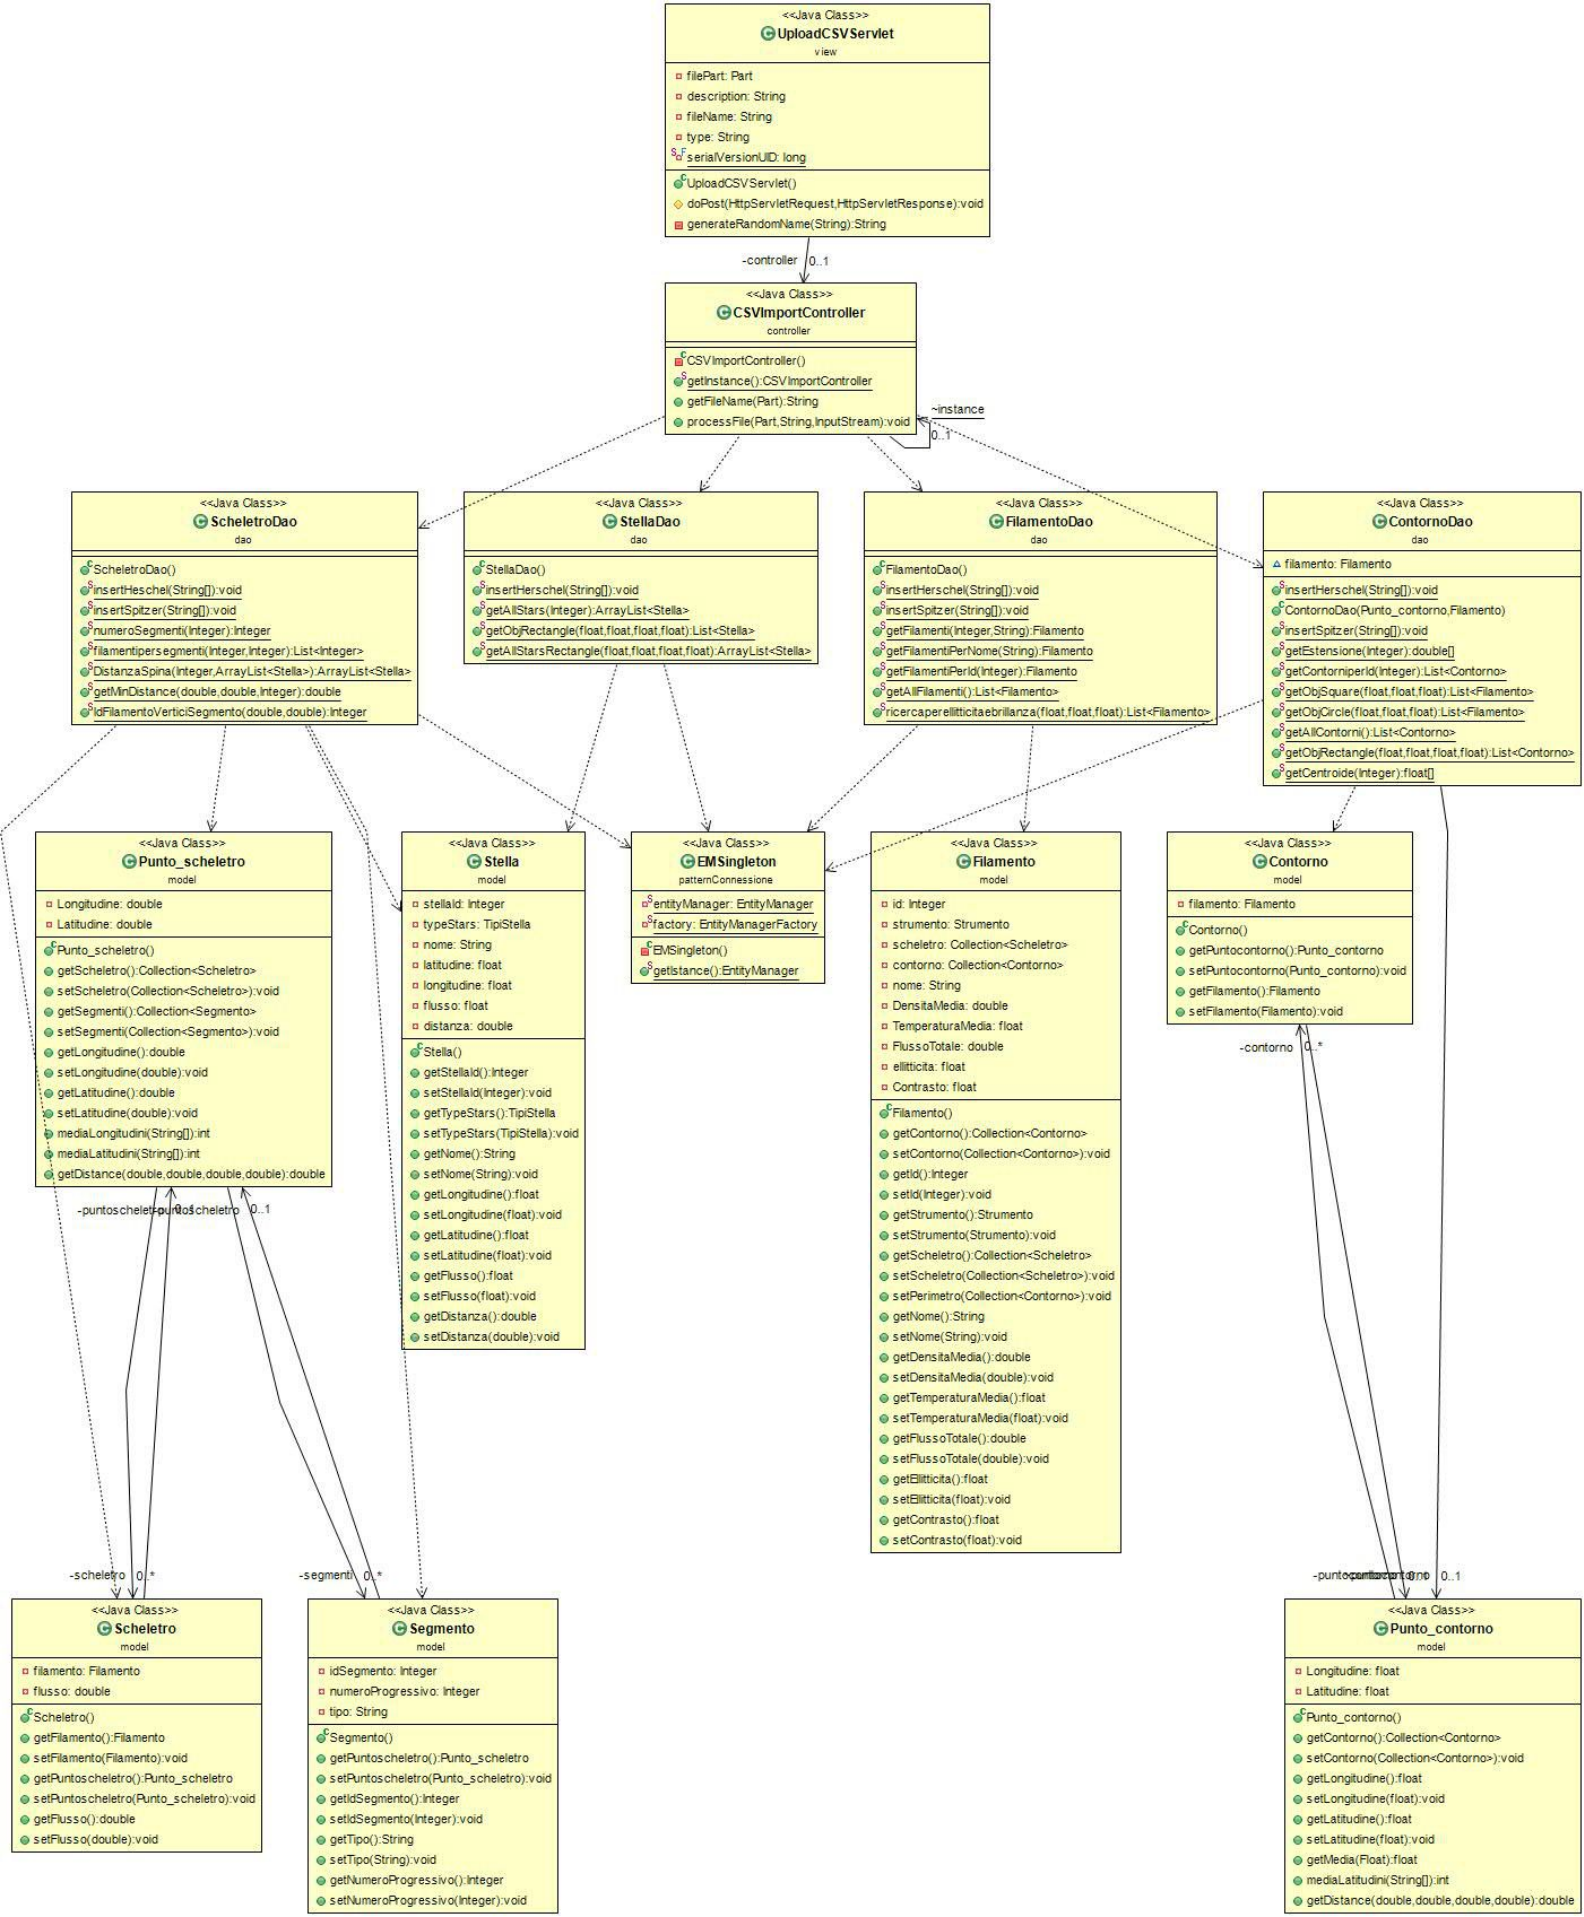 <<Java Class>>
UploadCSVServlet
view
filePart: Part
description: String
fileName: String
type: String
serialVersionUID: long
UploadCSVServlet()
doPost(HttpServletRequest,HttpServletResponse):void
generateRandomName(String):String
-controller 0..1
<<Java Class>>
CSVImportController
controller
CSVImportController()
getInstance():CSVImportController
getFileName(Part):String
processFile(Part,String,InputStream):void
~instance
0..1
<<Java Class>>
ScheletroDao
dao
ScheletroDao()
insertHerschel(String[]):void
insertSpitzer(String[]):void
numeroSegmenti(Integer):Integer
filamentipersegmenti(Integer,Integer):List<Integer>
DistanzaSpina(Integer,ArrayList<Stella>):ArrayList<Stella>
getMinDistance(double,double,Integer):double
IdFilamentoVerticiSegmento(double,double):Integer
<<Java Class>>
StellaDao
dao
StellaDao()
insertHerschel(String[]):void
getAllStars(Integer):ArrayList<Stella>
getObjRectangle(float,float,float,float):List<Stella>
getAllStarsRectangle(float,float,float,float):ArrayList<Stella>
<<Java Class>>
FilamentoDao
dao
FilamentoDao()
insertHerschel(String[]):void
insertSpitzer(String[]):void
getFilamenti(Integer,String):Filamento
getFilamentiPerNome(String):Filamento
getFilamentiPerId(Integer):Filamento
getAllFilamenti():List<Filamento>
ricercaperellitticitaebrillanza(float,float,float):List<Filamento>
<<Java Class>>
ContornoDao
dao
filamento: Filamento
insertHerschel(String[]):void
ContornoDao(Punto_contorno,Filamento)
insertSpitzer(String[]):void
getEstensione(Integer):double[]
getContorniperId(Integer):List<Contorno>
getObjSquare(float,float,float):List<Filamento>
getObjCircle(float,float,float):List<Filamento>
getAllContorni():List<Contorno>
getObjRectangle(float,float,float,float):List<Contorno>
getCentroide(Integer):float[]
<<Java Class>>
Punto_scheletro
model
Longitudine: double
Latitudine: double
Punto_scheletro()
getScheletro():Collection<Scheletro>
setScheletro(Collection<Scheletro>):void
getSegmenti():Collection<Segmento>
setSegmenti(Collection<Segmento>):void
getLongitudine():double
setLongitudine(double):void
getLatitudine():double
setLatitudine(double):void
mediaLongitudini(String[]):int
mediaLatitudini(String[]):int
getDistance(double,double,double,double):double
<<Java Class>>
Stella
model
stellaId: Integer
typeStars: TipiStella
nome: String
latitudine: float
longitudine: float
flusso: float
distanza: double
Stella()
getStellaId():Integer
setStellaId(Integer):void
getTypeStars():TipiStella
setTypeStars(TipiStella):void
getNome():String
setNome(String):void
getLongitudine():float
setLongitudine(float):void
getLatitudine():float
setLatitudine(float):void
getFlusso():float
setFlusso(float):void
getDistanza():double
setDistanza(double):void
<<Java Class>>
EMSingleton
patternConnessione
entityManager: EntityManager
factory: EntityManagerFactory
EMSingleton()
getIstance():EntityManager
<<Java Class>>
Filamento
model
id: Integer
strumento: Strumento
scheletro: Collection<Scheletro>
contorno: Collection<Contorno>
nome: String
DensitaMedia: double
TemperaturaMedia: float
FlussoTotale: double
ellitticita: float
Contrasto: float
Filamento()
getContorno():Collection<Contorno>
setContorno(Collection<Contorno>):void
getId():Integer
setId(Integer):void
getStrumento():Strumento
setStrumento(Strumento):void
getScheletro():Collection<Scheletro>
setScheletro(Collection<Scheletro>):void
setPerimetro(Collection<Contorno>):void
getNome():String
setNome(String):void
getDensitaMedia():double
setDensitaMedia(double):void
getTemperaturaMedia():float
setTemperaturaMedia(float):void
getFlussoTotale():double
setFlussoTotale(double):void
getEllitticita():float
setEllitticita(float):void
getContrasto():float
setContrasto(float):void
<<Java Class>>
Contorno
model
filamento: Filamento
Contorno()
getPuntocontorno():Punto_contorno
setPuntocontorno(Punto_contorno):void
getFilamento():Filamento
setFilamento(Filamento):void
-contorno 0..*
-puntoscheletro 0..1
-scheletro 0..*
-segmenti 0..*
0..1
<<Java Class>>
Scheletro
model
filamento: Filamento
flusso: double
Scheletro()
getFilamento():Filamento
setFilamento(Filamento):void
getPuntoscheletro():Punto_scheletro
setPuntoscheletro(Punto_scheletro):void
getFlusso():double
setFlusso(double):void
<<Java Class>>
Segmento
model
idSegmento: Integer
numeroProgressivo: Integer
tipo: String
Segmento()
getPuntoscheletro():Punto_scheletro
setPuntoscheletro(Punto_scheletro):void
getIdSegmento():Integer
setIdSegmento(Integer):void
getTipo():String
setTipo(String):void
getNumeroProgressivo():Integer
setNumeroProgressivo(Integer):void
<<Java Class>>
Punto_contorno
model
Longitudine: float
Latitudine: float
Punto_contorno()
getContorno():Collection<Contorno>
setContorno(Collection<Contorno>):void
getLongitudine():float
setLongitudine(float):void
getLatitudine():float
setLatitudine(float):void
getMedia(Float):float
mediaLatitudini(String[]):int
getDistance(double,double,double,double):double